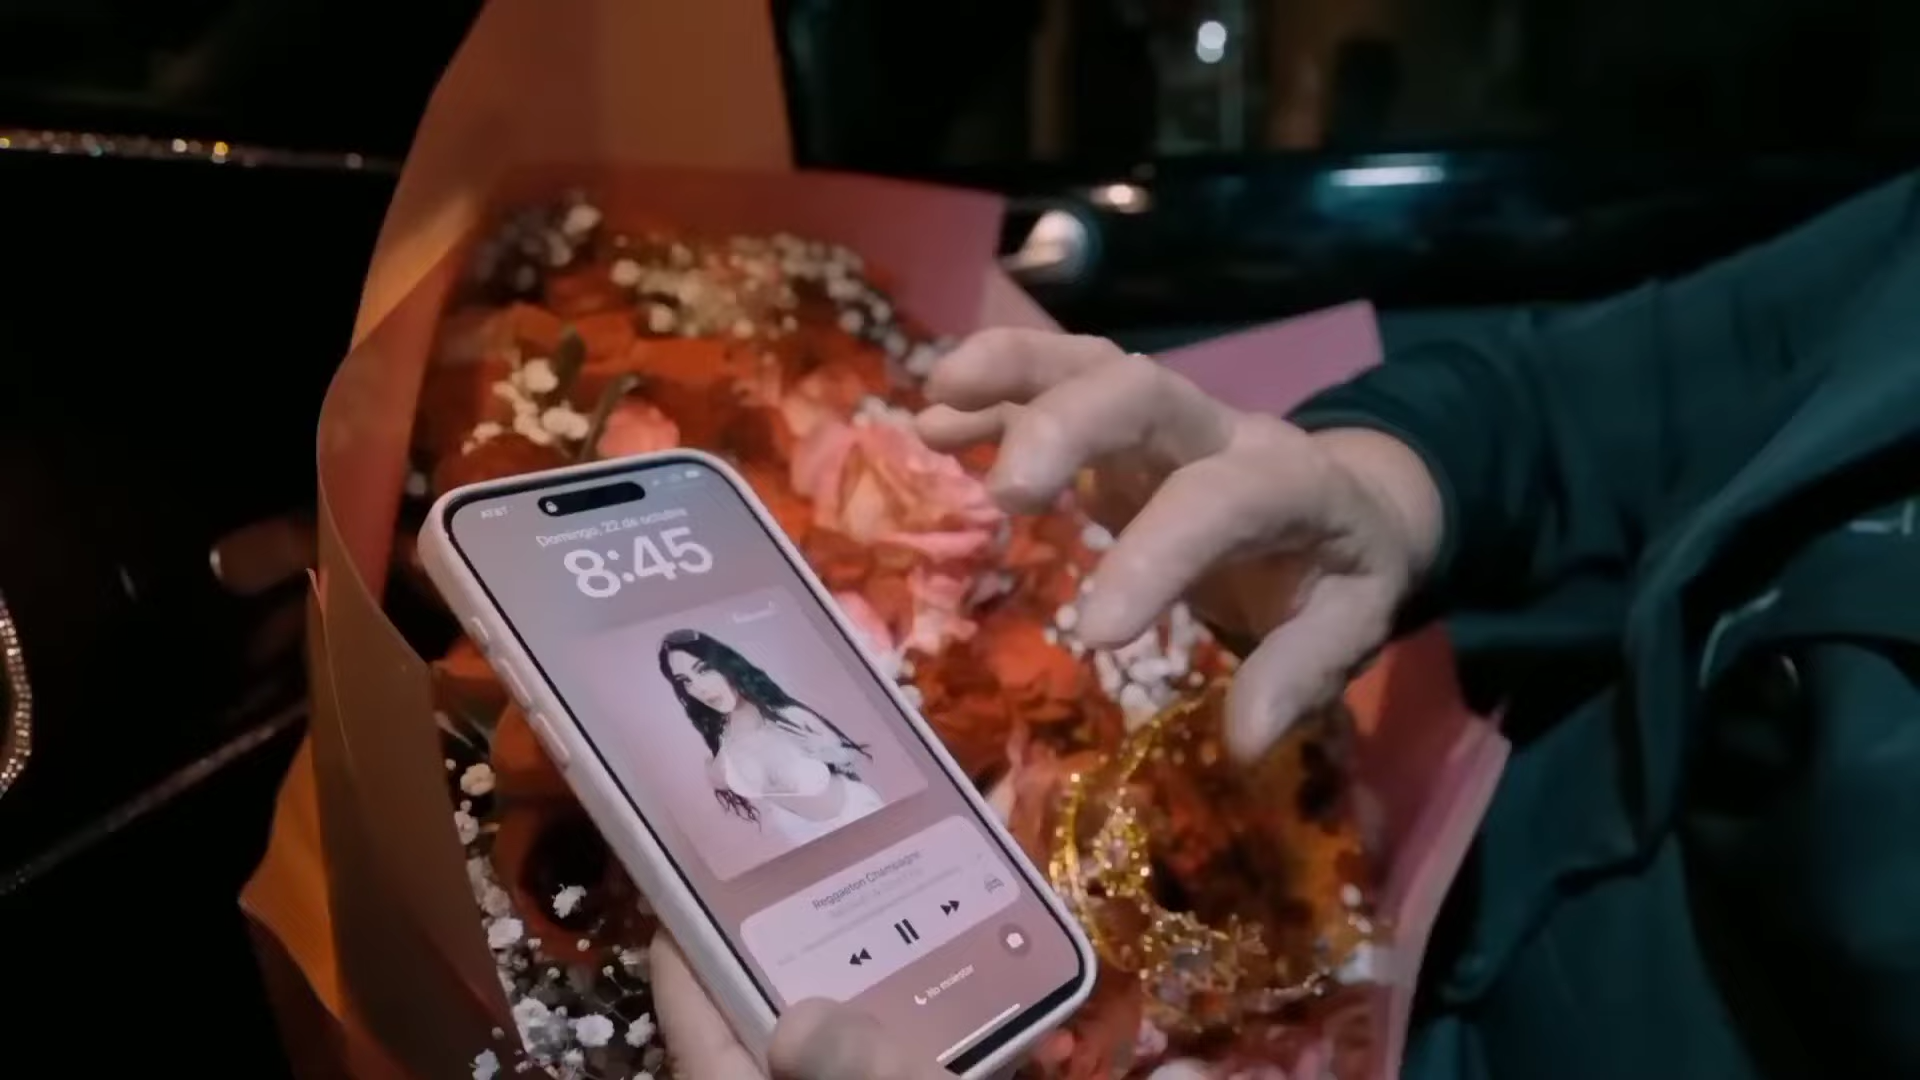 AT&T
Domingo, 22 de octubre
8:45
Reggaeton Champagne
No molestar